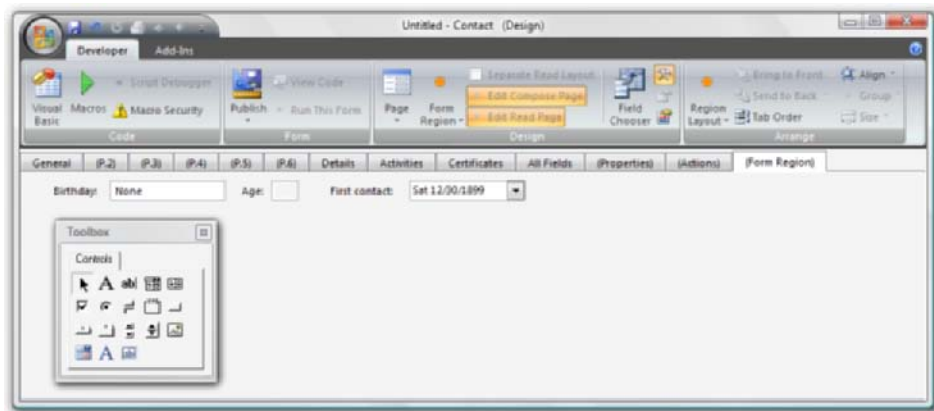 Untitled - Contact (Design)
Developer Add-Ins
Visual Basic Macros Script Debugger Macro Security Publish View Code Run This Form Page Form Region Separate Read Layout Edit Compose Page Edit Read Page Field Chooser Region Layout Bring to Front Send to Back Tab Order Align Group Size
Code Form Design Arrange
General (P.2) (P.3) (P.4) (P.5) (P.6) Details Activities Certificates All Fields (Properties) (Actions) (Form Region)
Birthday: None Age: First contact: Sat 12/30/1899
Toolbox
Controls